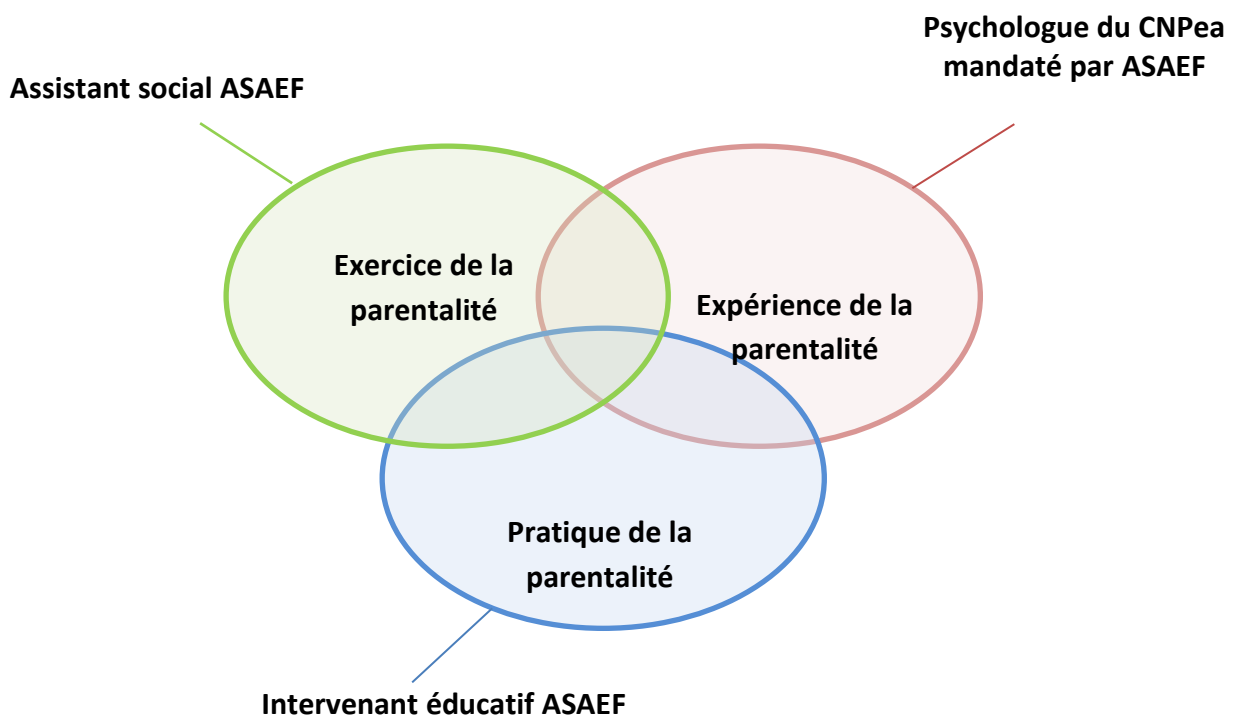 Psychologue du CNPea
mandaté par ASAEF
Assistant social ASAEF
Exercice de la
parentalité
Expérience de la
parentalité
Pratique de la
parentalité
Intervenant éducatif ASAEF